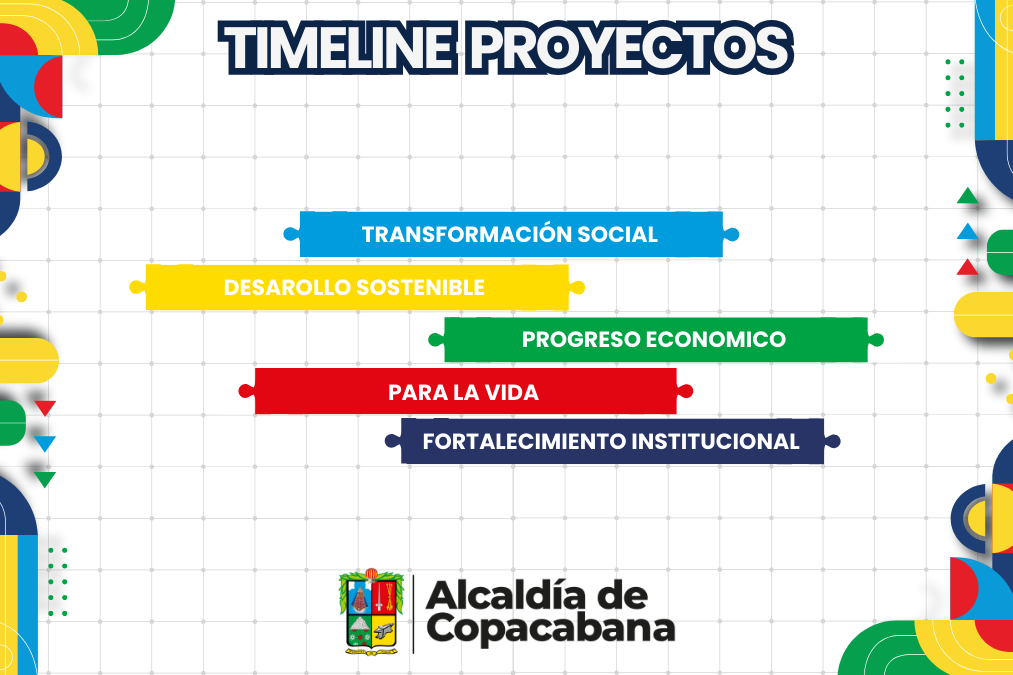 TIMELINE PROYECTOS
TRANSFORMACIÓN SOCIAL
DESAROLLO SOSTENIBLE
PROGRESO ECONOMICO
PARA LA VIDA
FORTALECIMIENTO INSTITUCIONAL
Alcaldía de
Copacabana